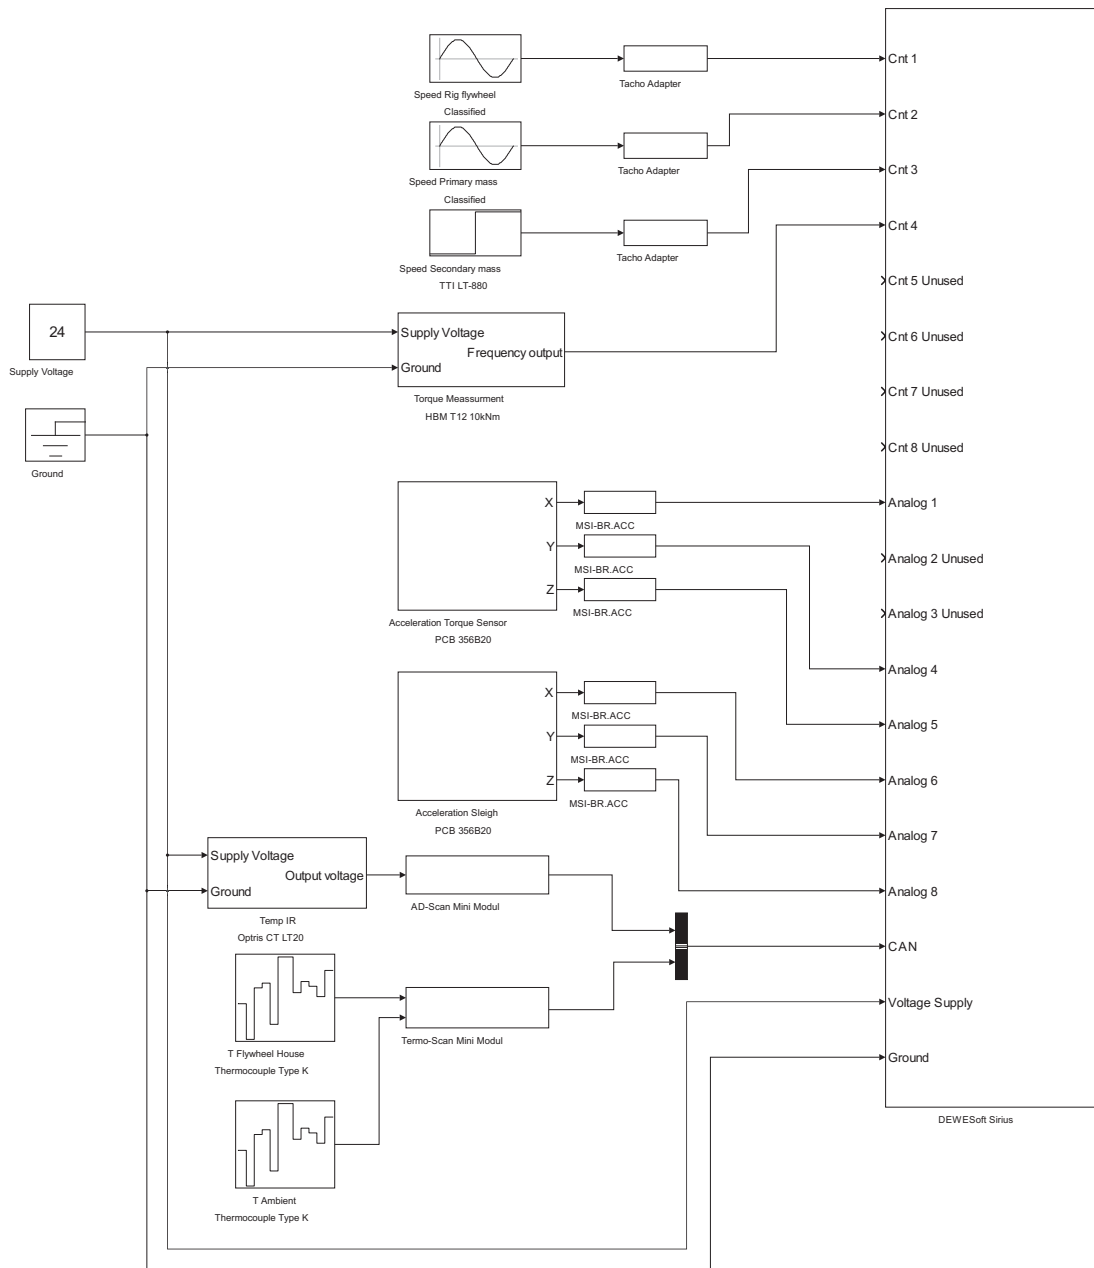 Cnt 1
Speed Rig flywheel
Classified
Tacho Adapter
Cnt 2
Speed Primary mass
Classified
Tacho Adapter
Cnt 3
Speed Secondary mass
TTI LT-880
Tacho Adapter
Cnt 4
Cnt 5 Unused
Cnt 6 Unused
Cnt 7 Unused
Cnt 8 Unused
24
Supply Voltage
Ground
Supply Voltage
Frequency output
Ground
Torque Meassurment
HBM T12 10kNm
X
Y
Z
MSI-BR.ACC
MSI-BR.ACC
MSI-BR.ACC
Acceleration Torque Sensor
PCB 356B20
Analog 1
Analog 2 Unused
Analog 3 Unused
Analog 4
Analog 5
X
Y
Z
MSI-BR.ACC
MSI-BR.ACC
MSI-BR.ACC
Acceleration Sleigh
PCB 356B20
Analog 6
Analog 7
Analog 8
Supply Voltage
Output voltage
Ground
Temp IR
Optris CT LT20
AD-Scan Mini Modul
CAN
T Flywheel House
Thermocouple Type K
Termo-Scan Mini Modul
Voltage Supply
Ground
T Ambient
Thermocouple Type K
DEWESoft Sirius